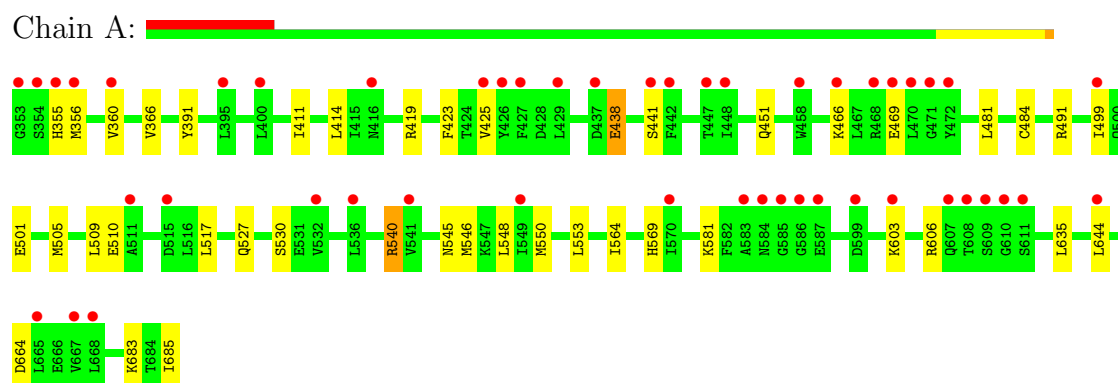 Chain A:
G353 S354 H355 M356 V360 V366 Y391 L395 L400 I411 L414 I415 N416 R419 F423 T424 V425 Y426 F427 D428 L429 D437 E438 S441 F442 T447 I448 Q451 W458 K466 L467 R468 E469 L470 G471 Y472 L481 C484 R491 I499
E501 M505 L509 E510 A511 D515 L516 L517 Q527 S530 E531 V532 L536 R540 V541 N545 M546 K547 L548 I549 M550 L553 I564 H569 I570 K581 F582 A583 N584 G585 G586 E587 D599 K603 R606 Q607 T608 S609 G610 S611 L635 L644
D664 L665 E666 V667 L668 K683 T684 I685